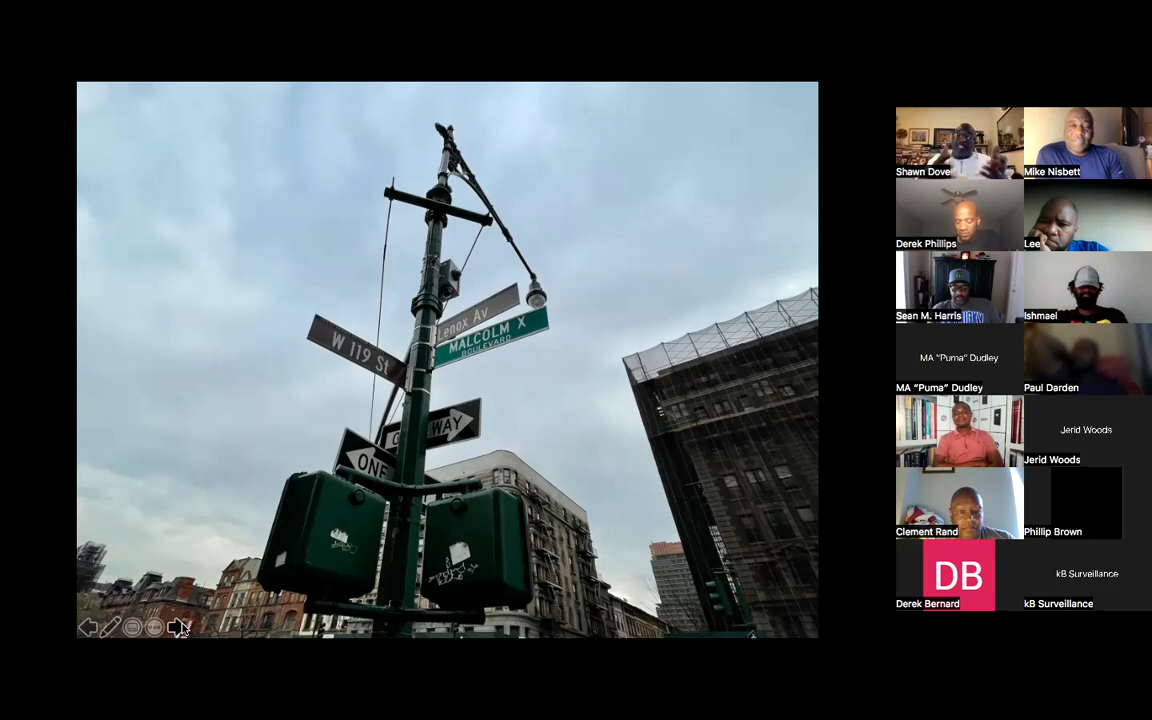 Lenox Av
MALCOLM X
BOULEVARD
W 119 St
WAY
ONE
Shawn Dove
Mike Nisbett
Derek Phillips
Lee
Sean M. Harris
Ishmael
MA "Puma" Dudley
MA "Puma" Dudley
Paul Darden
Jerid Woods
Jerid Woods
Clement Rand
Phillip Brown
DB
kB Surveillance
Derek Bernard
kB Surveillance